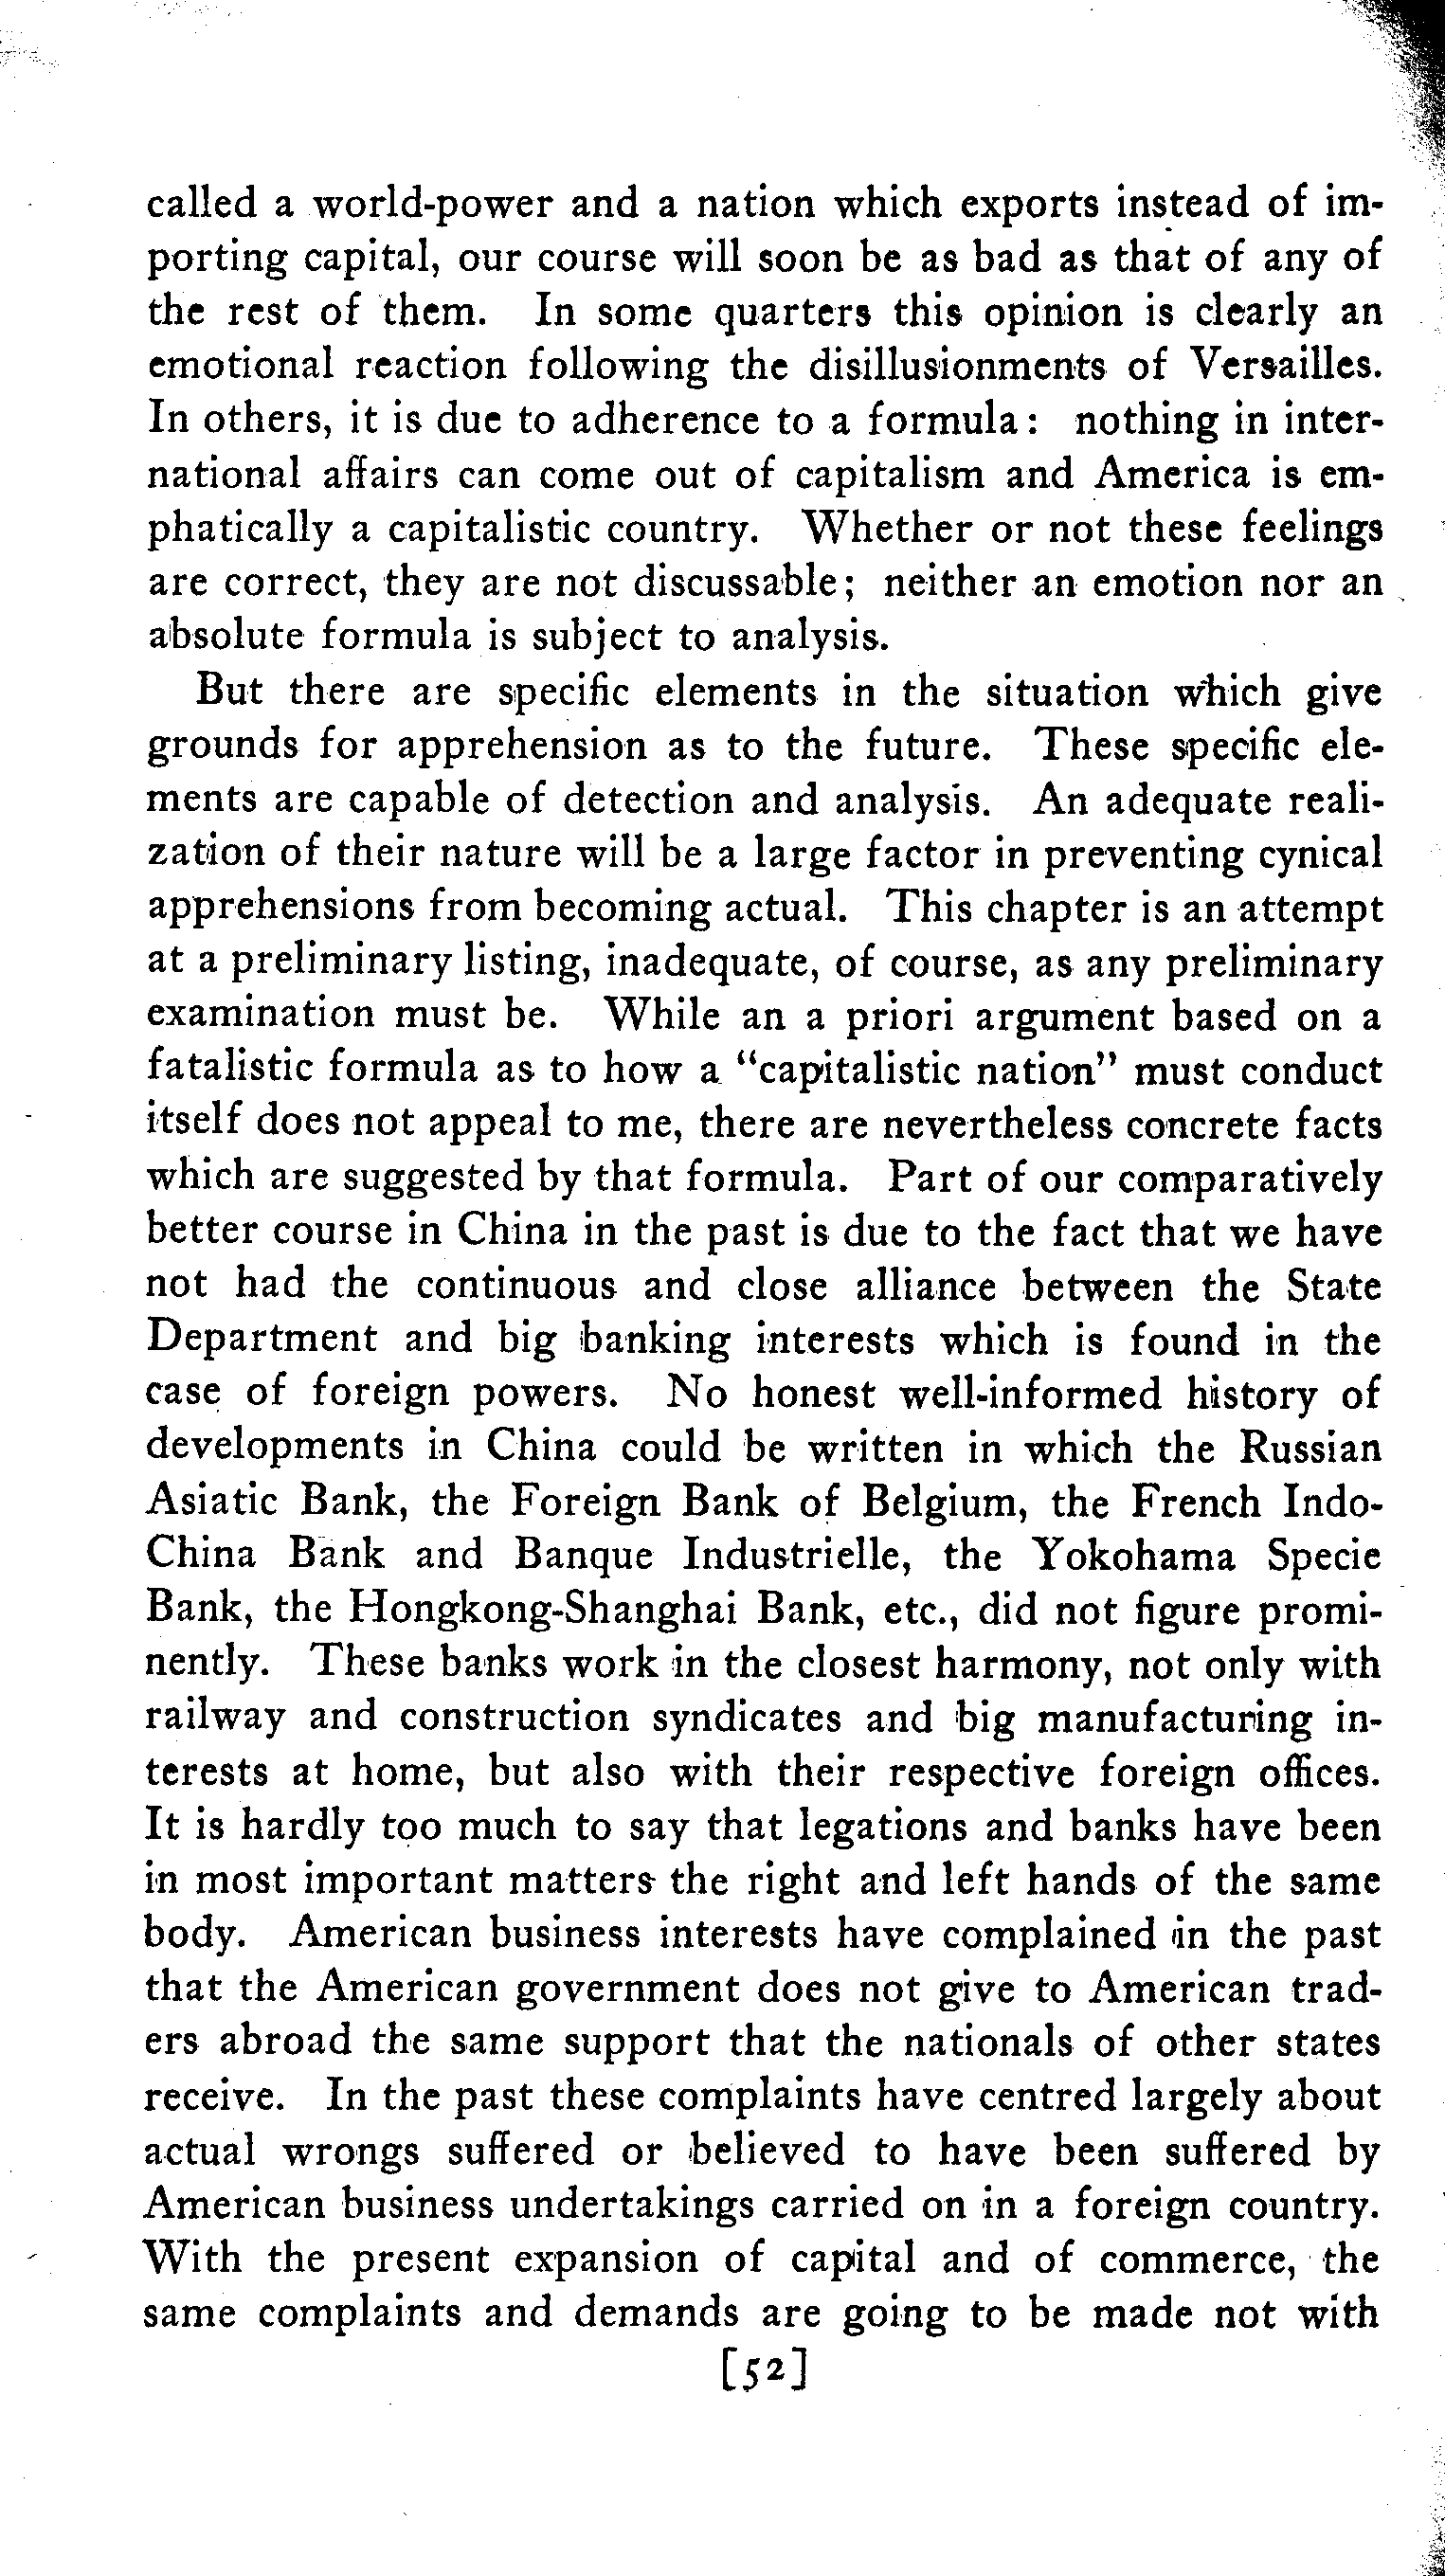 called a world-power and a nation which exports instead of im-
porting capital, our course will soon be as bad as that of any of
the rest of them. In some quarters this opinion is clearly an
emotional reaction following the disillusionments of Versailles.
In others, it is due to adherence to a formula: nothing in inter-
national affairs can come out of capitalism and America is em-
phatically a capitalistic country. Whether or not these feelings
are correct, they are not discussable; neither an emotion nor an
absolute formula is subject to analysis.
But there are specific elements in the situation which give
grounds for apprehension as to the future. These specific ele-
ments are capable of detection and analysis. An adequate reali-
zation of their nature will be a large factor in preventing cynical
apprehensions from becoming actual. This chapter is an attempt
at a preliminary listing, inadequate, of course, as any preliminary
examination must be. While an a priori argument based on a
fatalistic formula as to how a "capitalistic nation" must conduct
itself does not appeal to me, there are nevertheless concrete facts
which are suggested by that formula. Part of our comparatively
better course in China in the past is due to the fact that we have
not had the continuous and close alliance between the State
Department and big banking interests which is found in the
case of foreign powers. No honest well-informed history of
developments in China could be written in which the Russian
Asiatic Bank, the Foreign Bank of Belgium, the French Indo-
China Bank and Banque Industrielle, the Yokohama Specie
Bank, the Hongkong-Shanghai Bank, etc., did not figure promi-
nently. These banks work in the closest harmony, not only with
railway and construction syndicates and big manufacturing in-
terests at home, but also with their respective foreign offices.
It is hardly too much to say that legations and banks have been
in most important matters the right and left hands of the same
body. American business interests have complained in the past
that the American government does not give to American trad-
ers abroad the same support that the nationals of other states
receive. In the past these complaints have centred largely about
actual wrongs suffered or believed to have been suffered by
American business undertakings carried on in a foreign country.
With the present expansion of capital and of commerce, the
same complaints and demands are going to be made not with
[52]